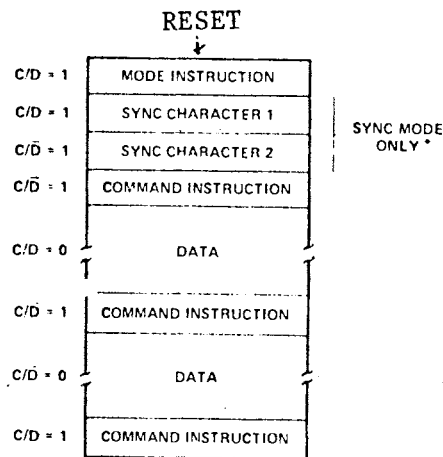 RESET
C/D = 1 MODE INSTRUCTION
C/D = 1 SYNC CHARACTER 1
C/D̄ = 1 SYNC CHARACTER 2
SYNC MODE
ONLY *
C/D̄ = 1 COMMAND INSTRUCTION
C/D = 0 DATA
C/D = 1 COMMAND INSTRUCTION
C/D̄ = 0 DATA
C/D = 1 COMMAND INSTRUCTION